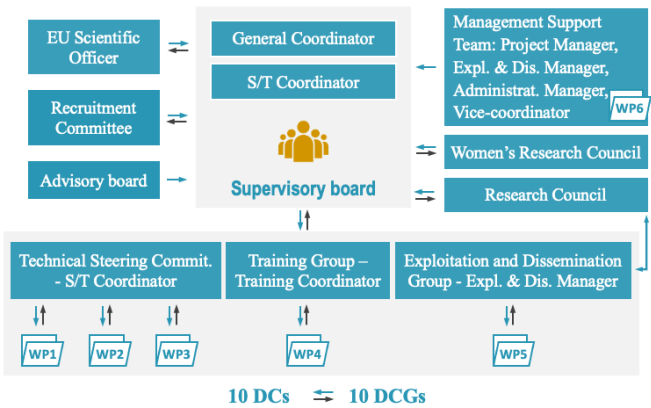 EU Scientific
Officer
General Coordinator
S/T Coordinator
Management Support
Team: Project Manager,
Expl. & Dis. Manager,
Administrat. Manager,
Vice-coordinator
WP6
Recruitment
Committee
Advisory board
Supervisory board
Women's Research Council
Research Council
Technical Steering Commit.
- S/T Coordinator
Training Group –
Training Coordinator
Exploitation and Dissemination
Group - Expl. & Dis. Manager
WP1
WP2
WP3
WP4
WP5
10 DCs
10 DCGs